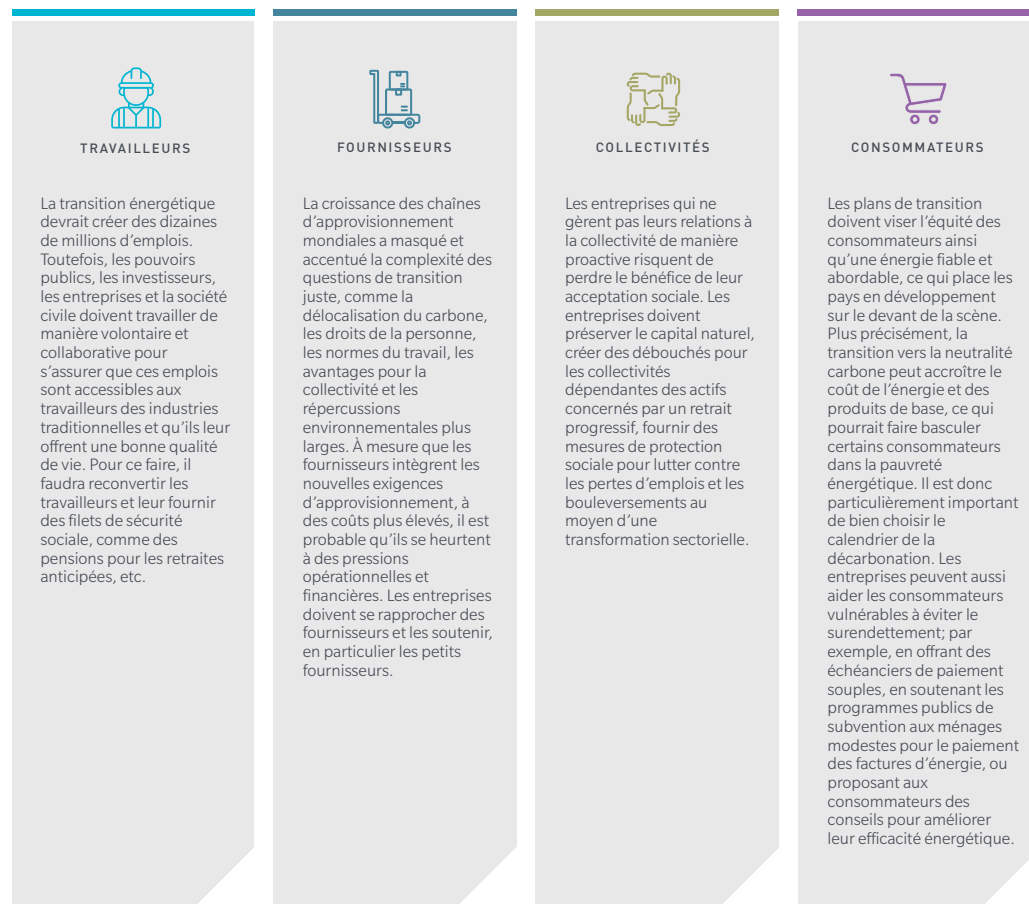 TRAVAILLEURS
La transition énergétique
devrait créer des dizaines
de millions d’emplois.
Toutefois, les pouvoirs
publics, les investisseurs,
les entreprises et la société
civile doivent travailler de
manière volontaire et
collaborative pour
s’assurer que ces emplois
sont accessibles aux
travailleurs des industries
traditionnelles et qu’ils leur
offrent une bonne qualité
de vie. Pour ce faire, il
faudra reconvertir les
travailleurs et leur fournir
des filets de sécurité
sociale, comme des
pensions pour les retraites
anticipées, etc.
FOURNISSEURS
La croissance des chaînes
d’approvisionnement
mondiales a masqué et
accentué la complexité des
questions de transition
juste, comme la
délocalisation du carbone,
les droits de la personne,
les normes du travail, les
avantages pour la
collectivité et les
répercussions
environnementales plus
larges. À mesure que les
fournisseurs intègrent les
nouvelles exigences
d’approvisionnement, à
des coûts plus élevés, il est
probable qu’ils se heurtent
à des pressions
opérationnelles et
financières. Les entreprises
doivent se rapprocher des
fournisseurs et les soutenir,
en particulier les petits
fournisseurs.
COLLECTIVITÉS
Les entreprises qui ne
gèrent pas leurs relations à
la collectivité de manière
proactive risquent de
perdre le bénéfice de leur
acceptation sociale. Les
entreprises doivent
préserver le capital naturel,
créer des débouchés pour
les collectivités
dépendantes des actifs
concernés par un retrait
progressif, fournir des
mesures de protection
sociale pour lutter contre
les pertes d’emplois et les
bouleversements au
moyen d’une
transformation sectorielle.
CONSOMMATEURS
Les plans de transition
doivent viser l’équité des
consommateurs ainsi
qu’une énergie fiable et
abordable, ce qui place les
pays en développement
sur le devant de la scène.
Plus précisément, la
transition vers la neutralité
carbone peut accroître le
coût de l’énergie et des
produits de base, ce qui
pourrait faire basculer
certains consommateurs
dans la pauvreté
énergétique. Il est donc
particulièrement important
de bien choisir le
calendrier de la
décarbonation. Les
entreprises peuvent aussi
aider les consommateurs
vulnérables à éviter le
surendettement; par
exemple, en offrant des
échéanciers de paiement
souples, en soutenant les
programmes publics de
subvention aux ménages
modestes pour le paiement
des factures d’énergie, ou
proposant aux
consommateurs des
conseils pour améliorer
leur efficacité énergétique.